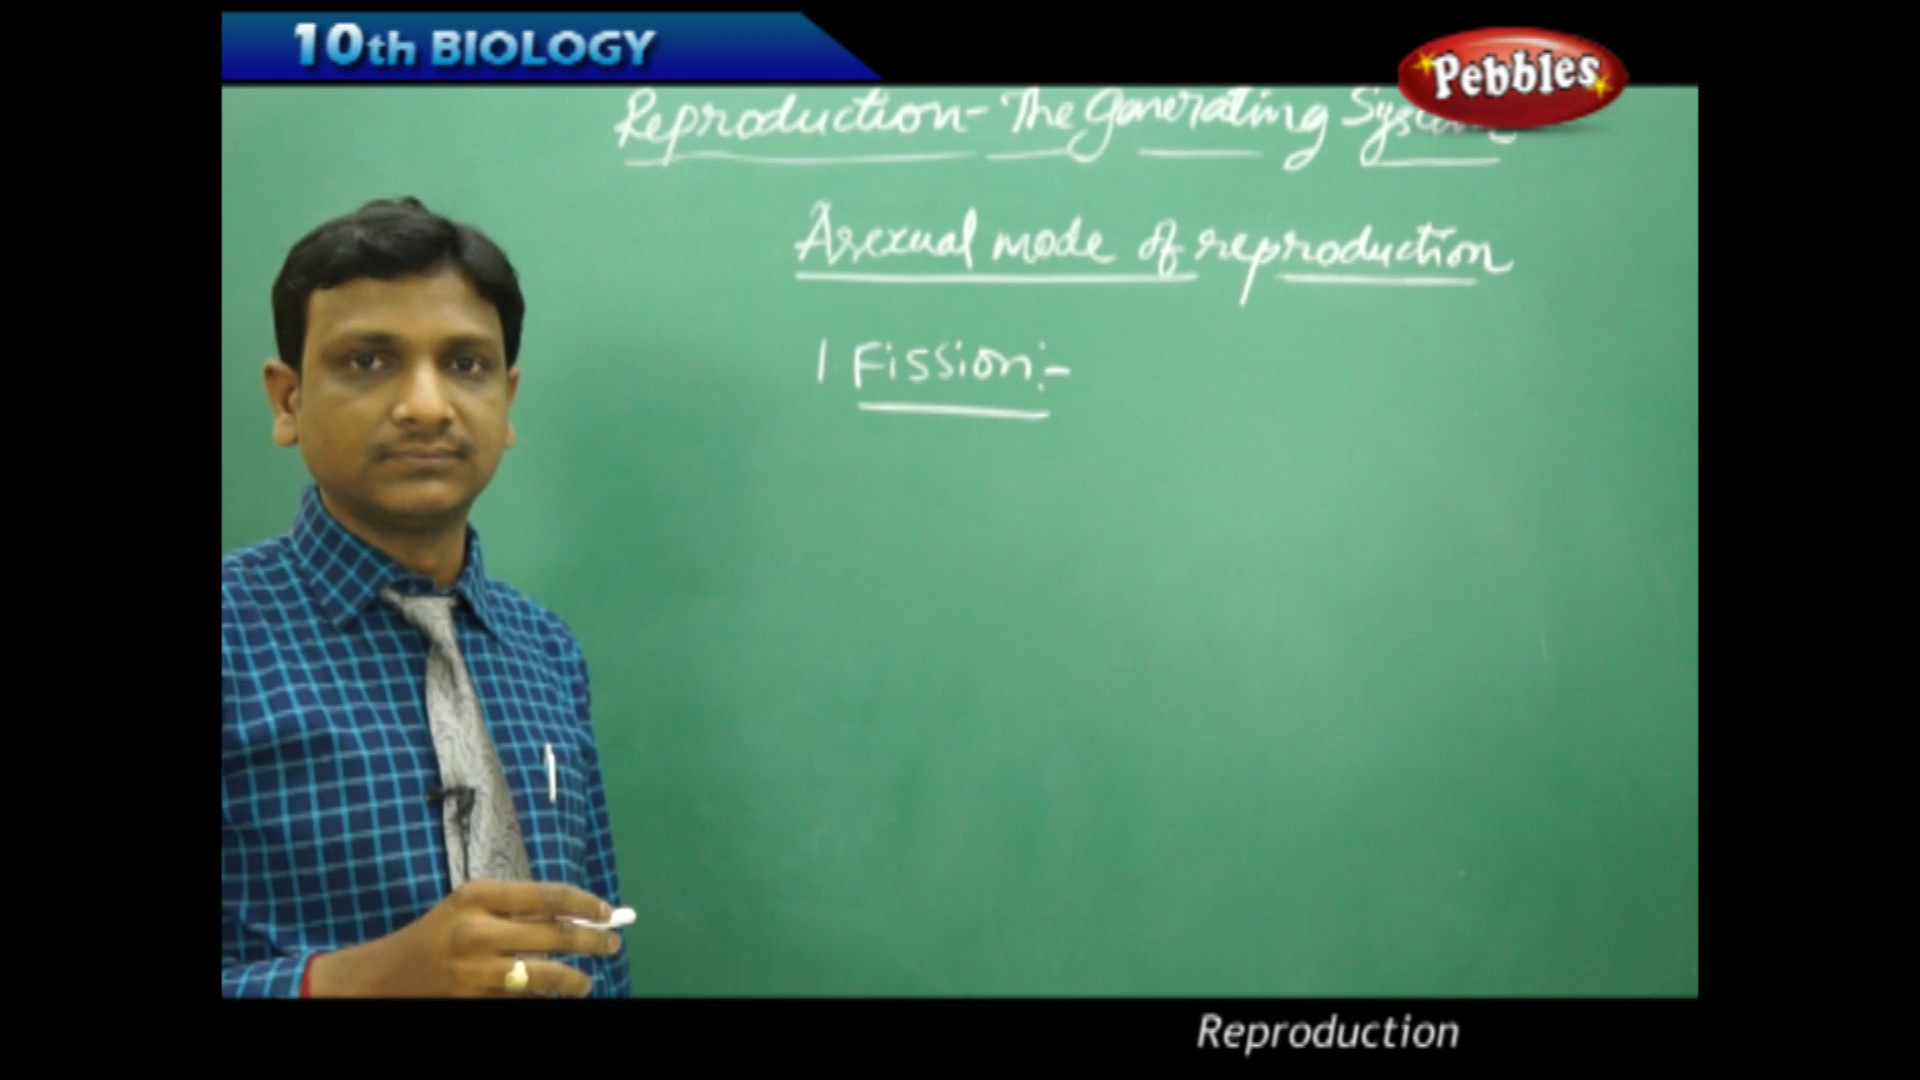 10th BIOLOGY
Pebbles
Reproduction - The Generating System
Asexual mode of reproduction
1 Fission:-
Reproduction